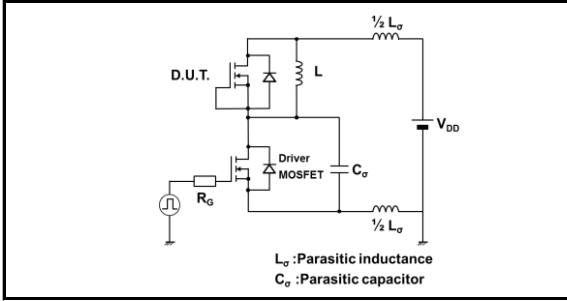 ½ Lσ
D.U.T.
L
VDD
Driver
MOSFET
Cσ
RG
½ Lσ
Lσ :Parasitic inductance
Cσ :Parasitic capacitor